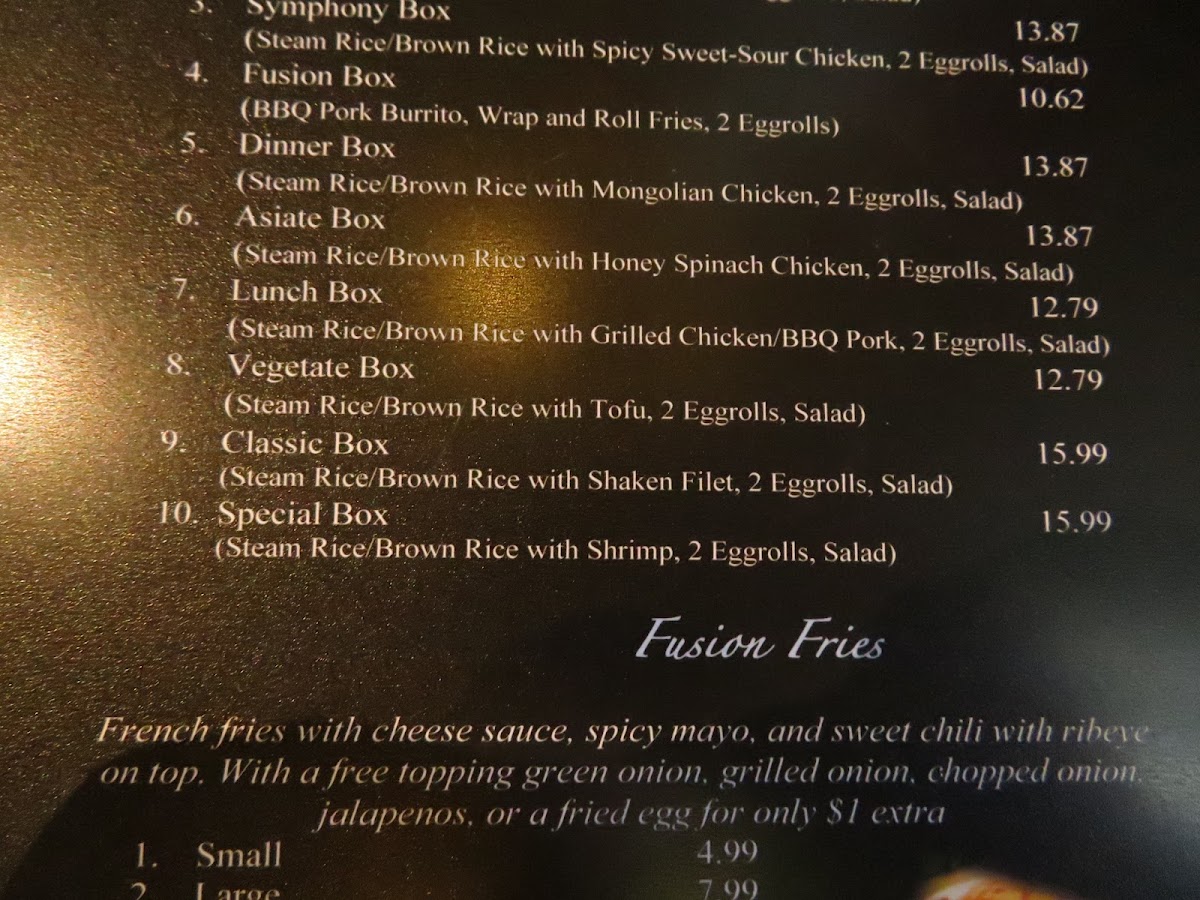 3. Symphony Box 13.87
(Steam Rice/Brown Rice with Spicy Sweet-Sour Chicken, 2 Eggrolls, Salad)
4. Fusion Box 10.62
(BBQ Pork Burrito, Wrap and Roll Fries, 2 Eggrolls)
5. Dinner Box 13.87
(Steam Rice/Brown Rice with Mongolian Chicken, 2 Eggrolls, Salad)
6. Asiate Box 13.87
(Steam Rice/Brown Rice with Honey Spinach Chicken, 2 Eggrolls, Salad)
7. Lunch Box 12.79
(Steam Rice/Brown Rice with Grilled Chicken/BBQ Pork, 2 Eggrolls, Salad)
8. Vegetate Box 12.79
(Steam Rice/Brown Rice with Tofu, 2 Eggrolls, Salad)
9. Classic Box 15.99
(Steam Rice/Brown Rice with Shaken Filet, 2 Eggrolls, Salad)
10. Special Box 15.99
(Steam Rice/Brown Rice with Shrimp, 2 Eggrolls, Salad)
Fusion Fries
French fries with cheese sauce, spicy mayo, and sweet chili with ribeye
on top. With a free topping green onion, grilled onion, chopped onion,
jalapenos, or a fried egg for only $1 extra
1. Small 4.99
2. Large 7.99